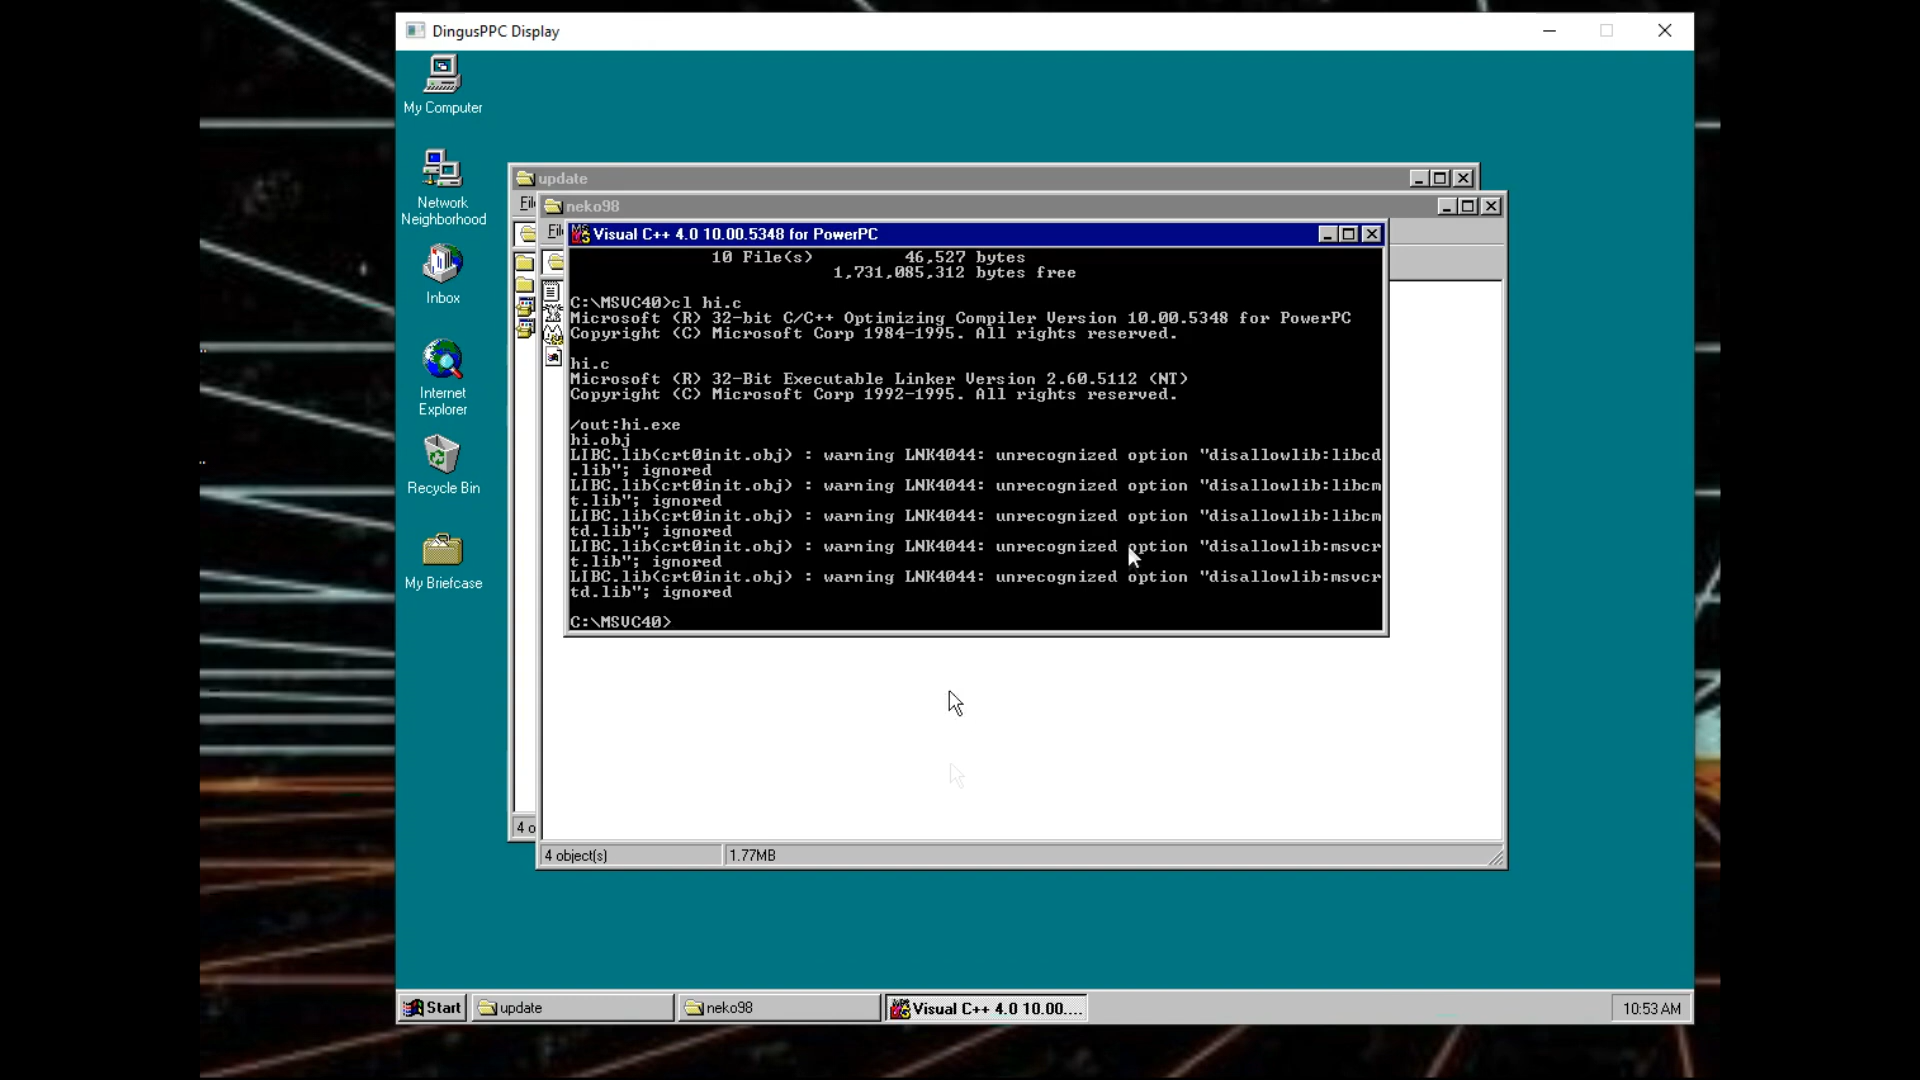 DingusPPC Display
My Computer
Network
Neighborhood
Inbox
Internet
Explorer
Recycle Bin
My Briefcase
update
neko98
Visual C++ 4.0 10.00.5348 for PowerPC
10 File(s) 46,527 bytes
1,731,085,312 bytes free
C:\MSVC40>cl hi.c
Microsoft (R) 32-bit C/C++ Optimizing Compiler Version 10.00.5348 for PowerPC
Copyright (C) Microsoft Corp 1984-1995. All rights reserved.
hi.c
Microsoft (R) 32-Bit Executable Linker Version 2.60.5112 (NT)
Copyright (C) Microsoft Corp 1992-1995. All rights reserved.
/out:hi.exe
hi.obj
LIBC.lib(crt0init.obj) : warning LNK4044: unrecognized option "disallowlib:libcd
.lib"; ignored
LIBC.lib(crt0init.obj) : warning LNK4044: unrecognized option "disallowlib:libcm
t.lib"; ignored
LIBC.lib(crt0init.obj) : warning LNK4044: unrecognized option "disallowlib:libcm
td.lib"; ignored
LIBC.lib(crt0init.obj) : warning LNK4044: unrecognized option "disallowlib:msvcr
t.lib"; ignored
LIBC.lib(crt0init.obj) : warning LNK4044: unrecognized option "disallowlib:msvcr
td.lib"; ignored
C:\MSVC40>
4 object(s) 1.77MB
Start update neko98 Visual C++ 4.0 10.00.... 10:53 AM